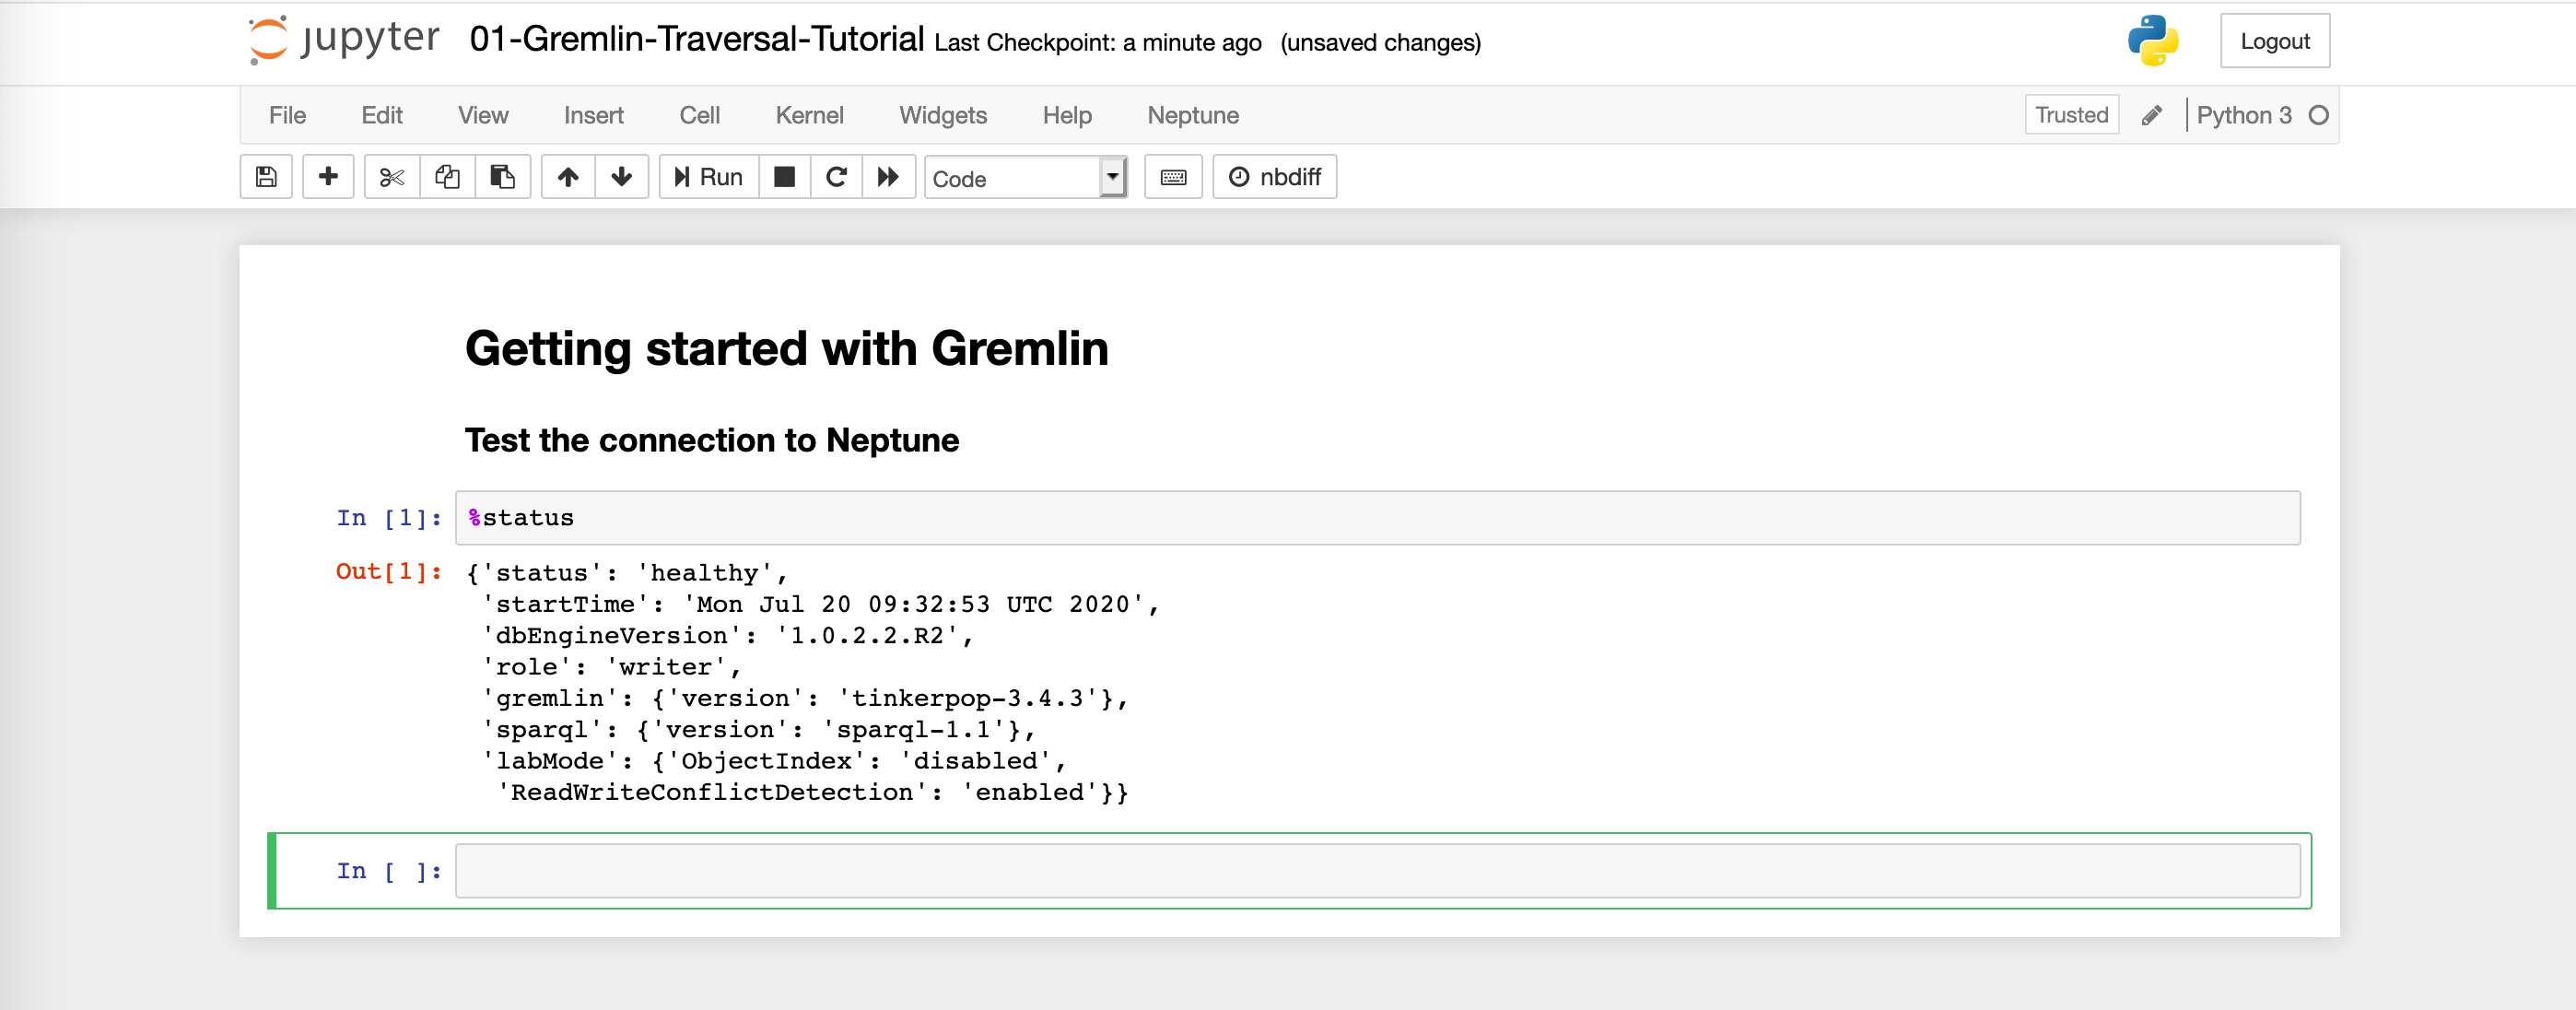 jupyter 01-Gremlin-Traversal-Tutorial Last Checkpoint: a minute ago (unsaved changes) Logout
File Edit View Insert Cell Kernel Widgets Help Neptune Trusted Python 3
Run Code nbdiff
Getting started with Gremlin
Test the connection to Neptune
In [1]: %status
Out[1]: {'status': 'healthy',
'startTime': 'Mon Jul 20 09:32:53 UTC 2020',
'dbEngineVersion': '1.0.2.2.R2',
'role': 'writer',
'gremlin': {'version': 'tinkerpop-3.4.3'},
'sparql': {'version': 'sparql-1.1'},
'labMode': {'ObjectIndex': 'disabled',
'ReadWriteConflictDetection': 'enabled'}}
In [ ]: